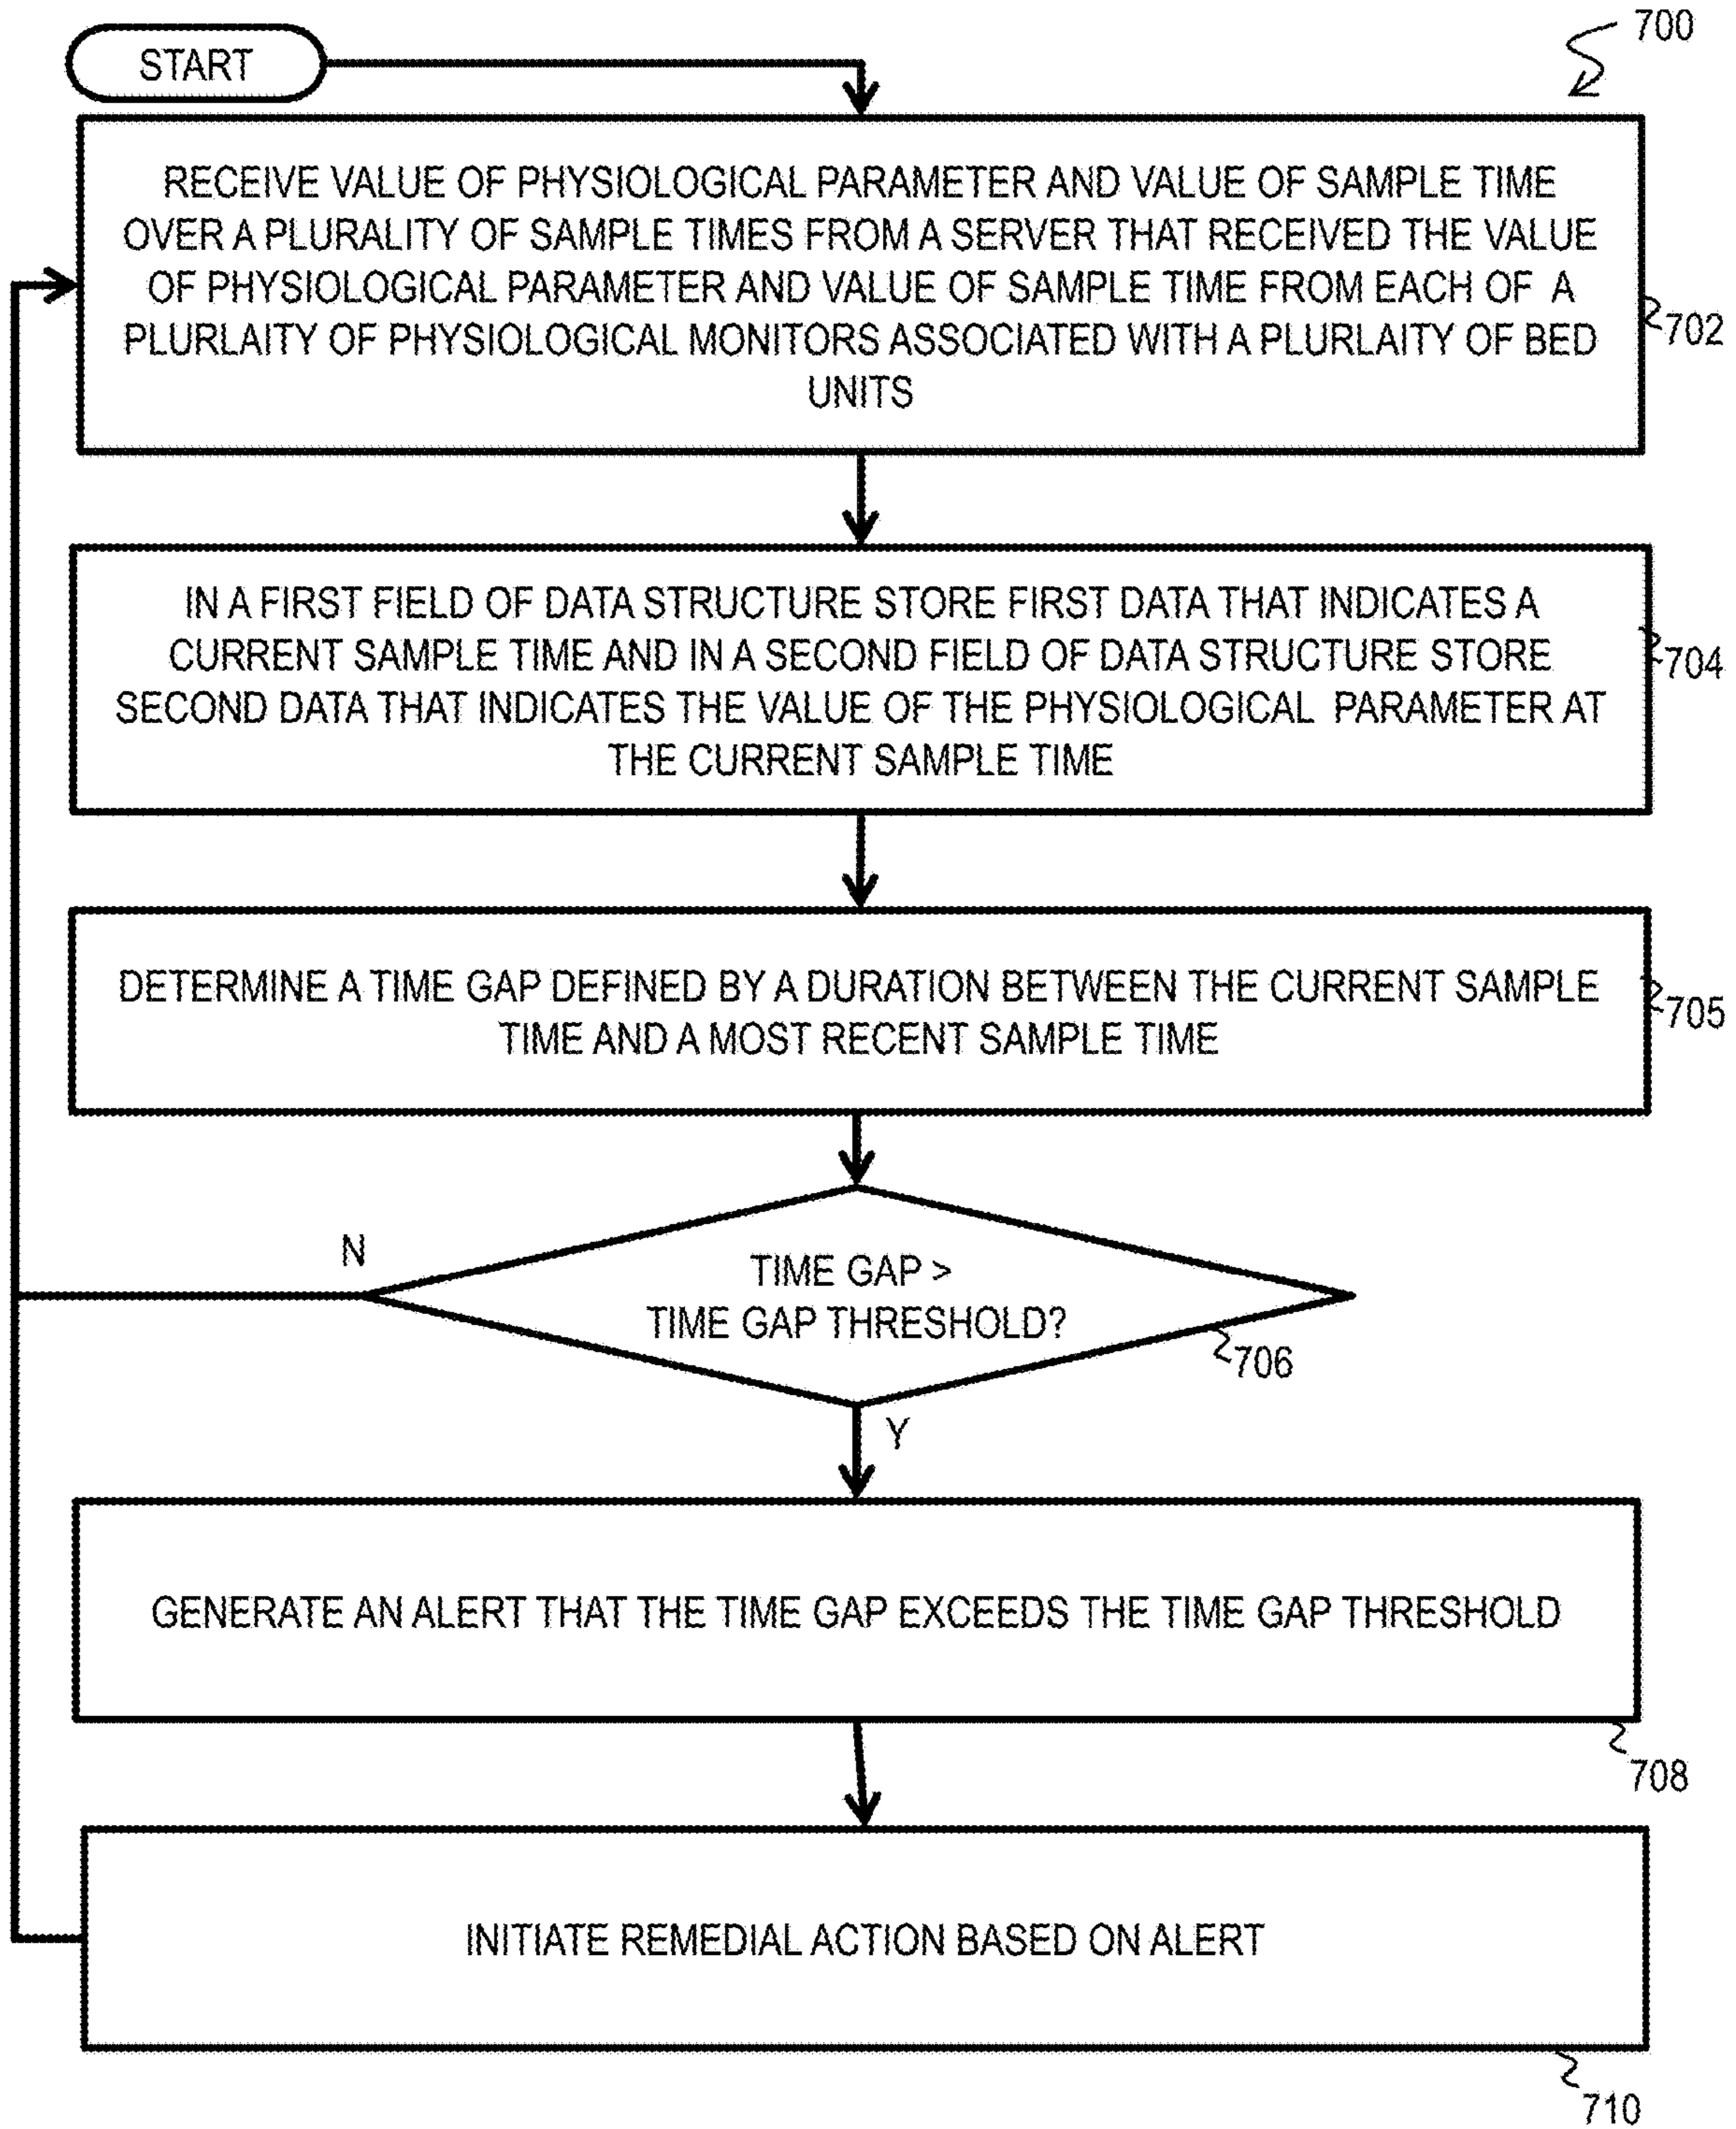 700
START
RECEIVE VALUE OF PHYSIOLOGICAL PARAMETER AND VALUE OF SAMPLE TIME
OVER A PLURALITY OF SAMPLE TIMES FROM A SERVER THAT RECEIVED THE VALUE
OF PHYSIOLOGICAL PARAMETER AND VALUE OF SAMPLE TIME FROM EACH OF A
PLURLAITY OF PHYSIOLOGICAL MONITORS ASSOCIATED WITH A PLURLAITY OF BED
UNITS
702
IN A FIRST FIELD OF DATA STRUCTURE STORE FIRST DATA THAT INDICATES A
CURRENT SAMPLE TIME AND IN A SECOND FIELD OF DATA STRUCTURE STORE
SECOND DATA THAT INDICATES THE VALUE OF THE PHYSIOLOGICAL PARAMETER AT
THE CURRENT SAMPLE TIME
704
DETERMINE A TIME GAP DEFINED BY A DURATION BETWEEN THE CURRENT SAMPLE
TIME AND A MOST RECENT SAMPLE TIME
705
N
TIME GAP >
TIME GAP THRESHOLD?
706
Y
GENERATE AN ALERT THAT THE TIME GAP EXCEEDS THE TIME GAP THRESHOLD
708
INITIATE REMEDIAL ACTION BASED ON ALERT
710